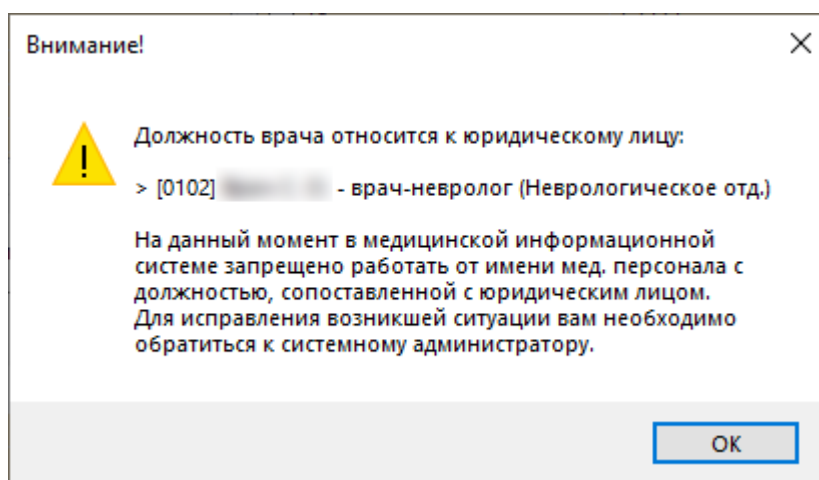 Внимание!
Должность врача относится к юридическому лицу:
> [0102] - врач-невролог (Неврологическое отд.)
На данный момент в медицинской информационной
системе запрещено работать от имени мед. персонала с
должностью, сопоставленной с юридическим лицом.
Для исправления возникшей ситуации вам необходимо
обратиться к системному администратору.
OK